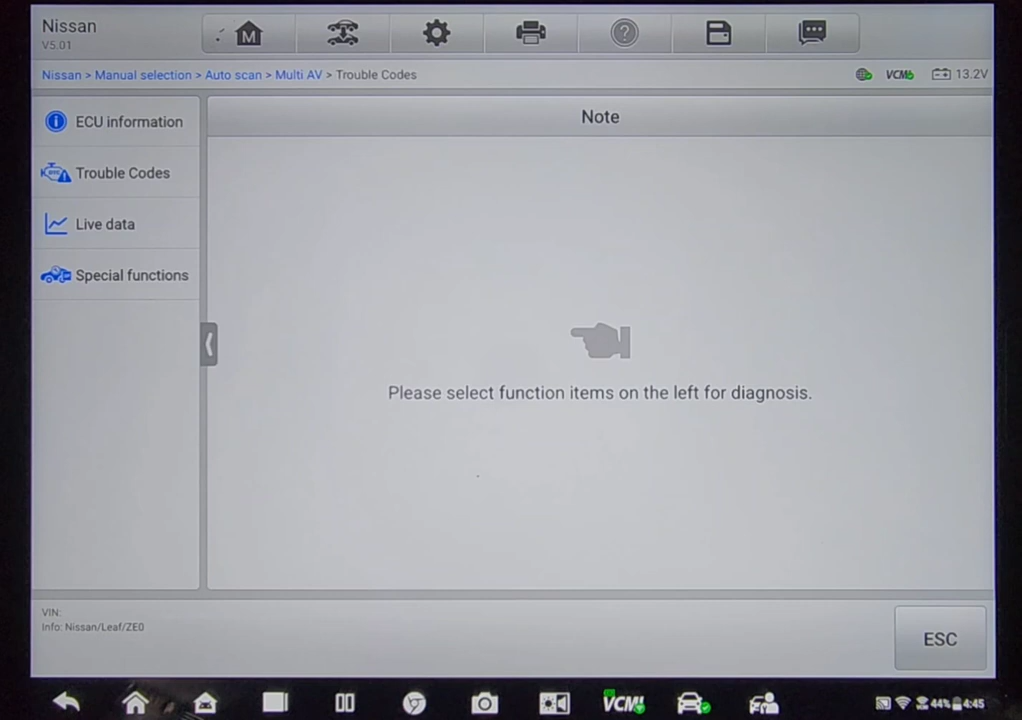 Nissan
V5.01
M
?
Nissan > Manual selection > Auto scan > Multi AV > Trouble Codes
VCMI
13.2V
ECU information
Trouble Codes
Live data
Special functions
Note
Please select function items on the left for diagnosis.
VIN:
Info: Nissan/Leaf/ZE0
ESC
VCMI
44%
4:45